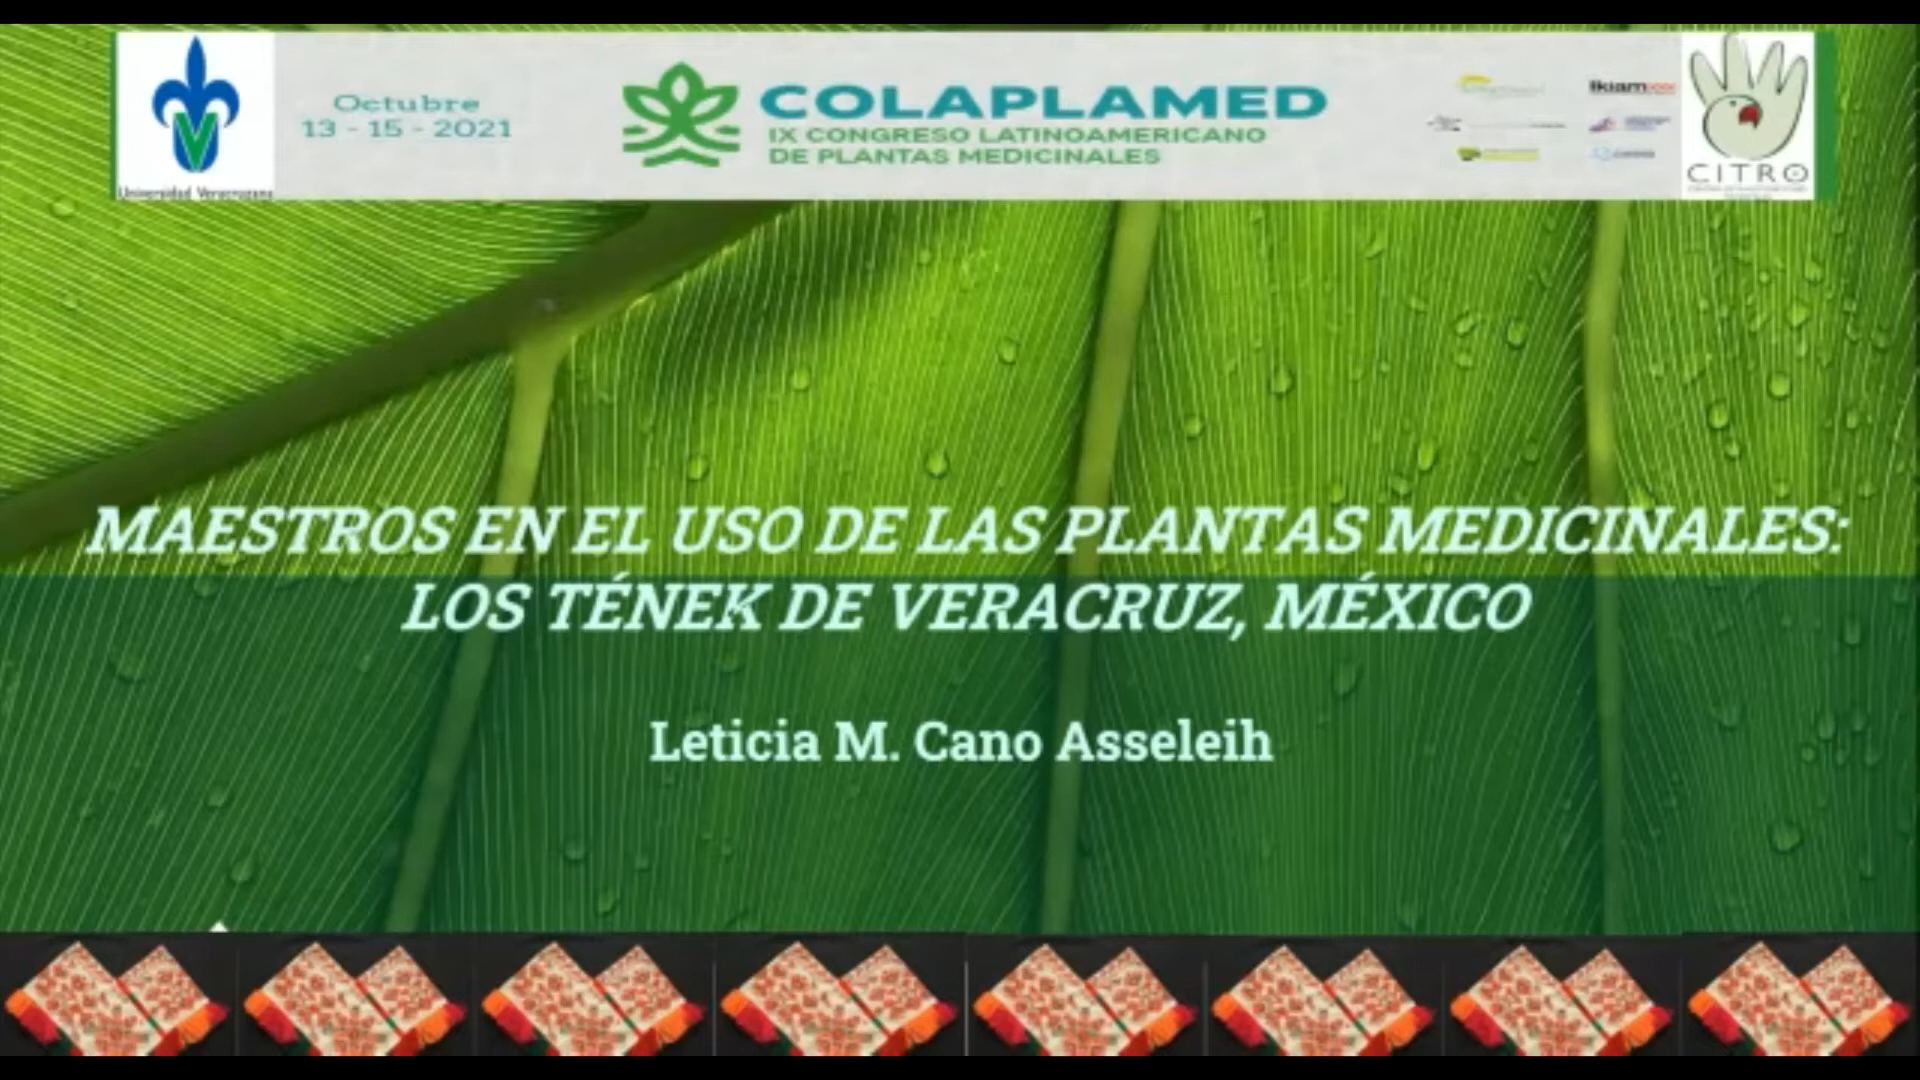 Universidad Veracruzana
Octubre
13 - 15 - 2021
COLAPLAMED
IX CONGRESO LATINOAMERICANO
DE PLANTAS MEDICINALES
Ikiam
CITRO
MAESTROS EN EL USO DE LAS PLANTAS MEDICINALES:
LOS TÉNEK DE VERACRUZ, MÉXICO
Leticia M. Cano Asseleih